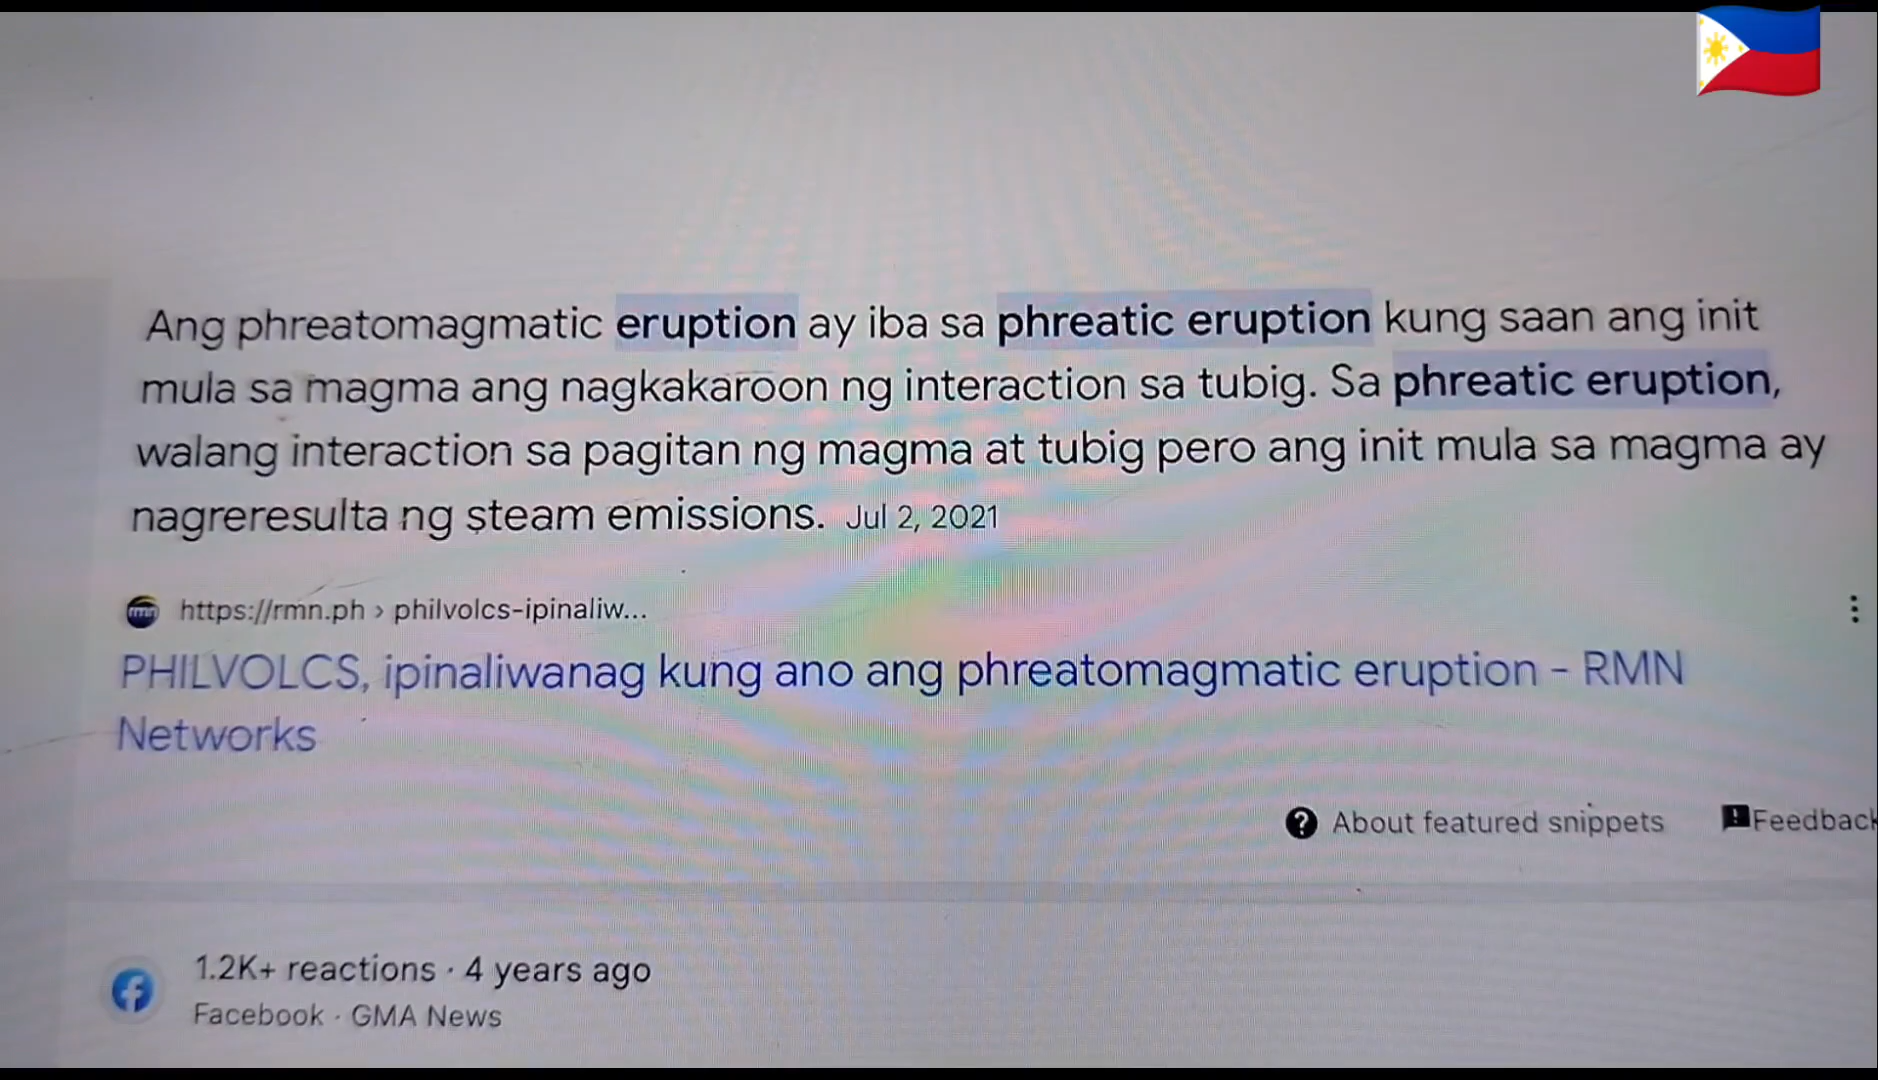 Ang phreatomagmatic eruption ay iba sa phreatic eruption kung saan ang init
mula sa magma ang nagkakaroon ng interaction sa tubig. Sa phreatic eruption,
walang interaction sa pagitan ng magma at tubig pero ang init mula sa magma ay
nagreresulta ng steam emissions. Jul 2, 2021
rmn https://rmn.ph › philvolcs-ipinaliw...
PHILVOLCS, ipinaliwanag kung ano ang phreatomagmatic eruption - RMN
Networks
About featured snippets Feedback
1.2K+ reactions · 4 years ago
Facebook · GMA News